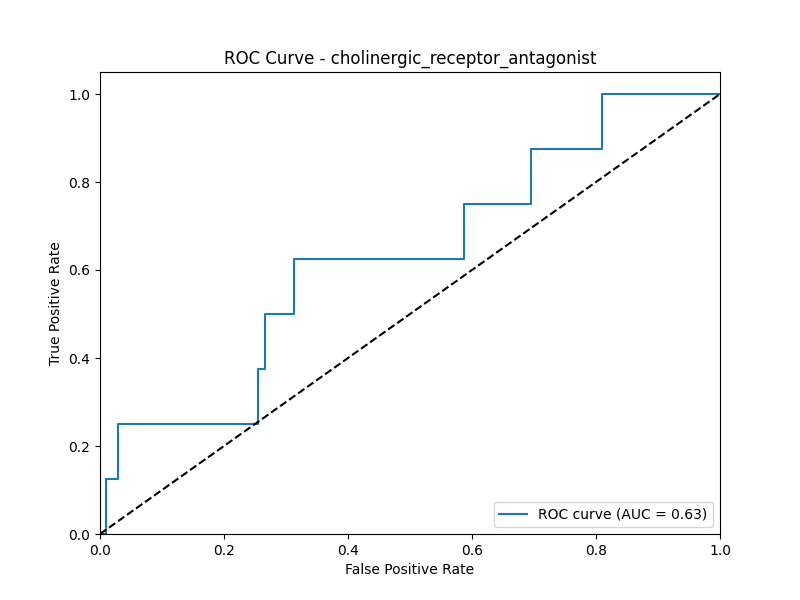 ROC Curve - cholinergic_receptor_antagonist
True Positive Rate
1.0
0.8
0.6
0.4
0.2
0.0
ROC curve (AUC = 0.63)
0.0 0.2 0.4 0.6 0.8 1.0
False Positive Rate